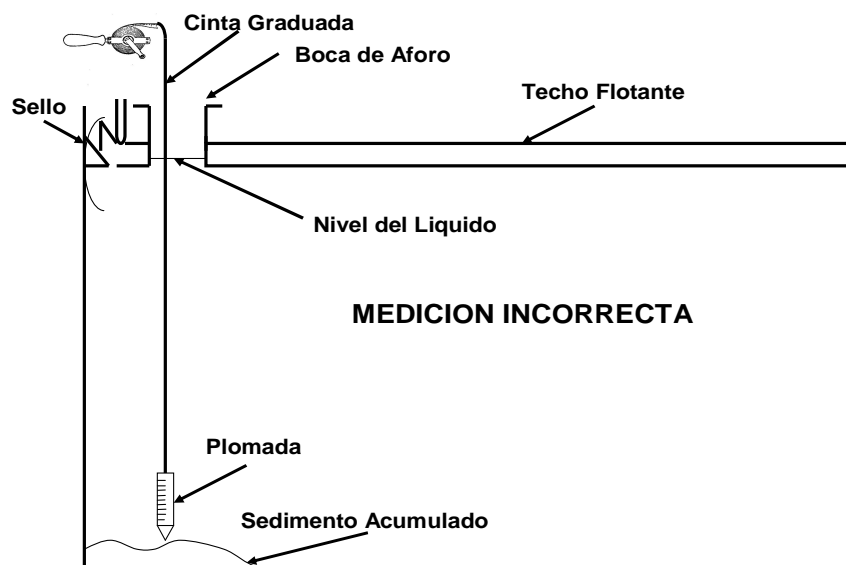 Cinta Graduada
Boca de Aforo
Techo Flotante
Sello
Nivel del Liquido
MEDICION INCORRECTA
Plomada
Sedimento Acumulado